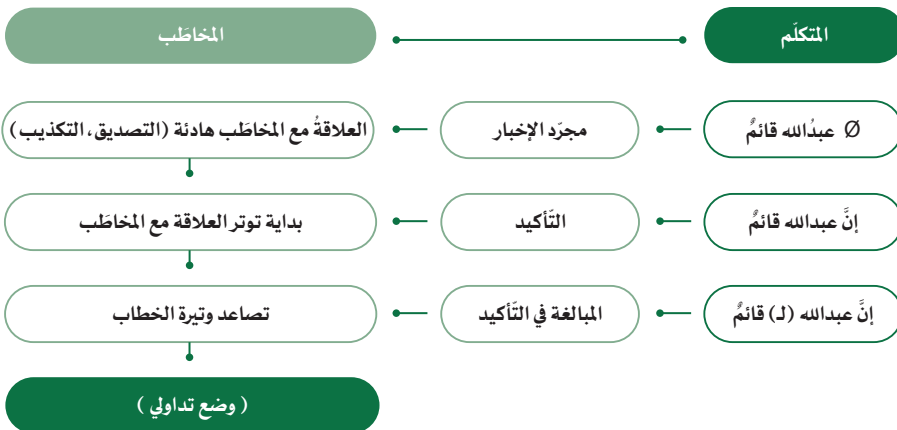 المتكلّم
المخاطَب
Ø عبدُالله قائمٌ
مجرّد الإخبار
العلاقةُ مع المخاطَب هادئة (التصديق، التكذيب)
إنَّ عبدالله قائمٌ
التّأكيد
بداية توتر العلاقة مع المخاطَب
إنَّ عبدالله (لـ) قائمٌ
المبالغة في التّأكيد
تصاعد وتيرة الخطاب
( وضع تداولي )